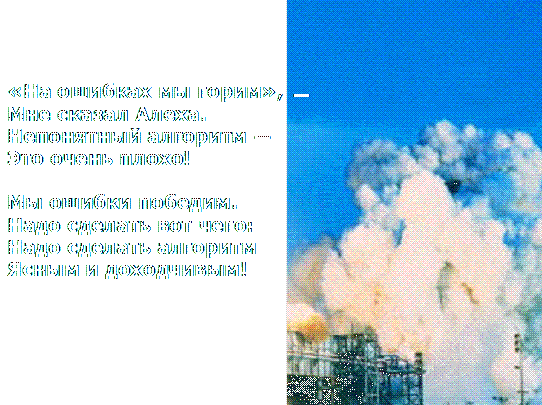 «На ошибках мы горим», –
Мне сказал Алеха.
Непонятный алгоритм –
Это очень плохо!
Мы ошибки победим.
Надо сделать вот чего:
Надо сделать алгоритм
Ясным и доходчивым!